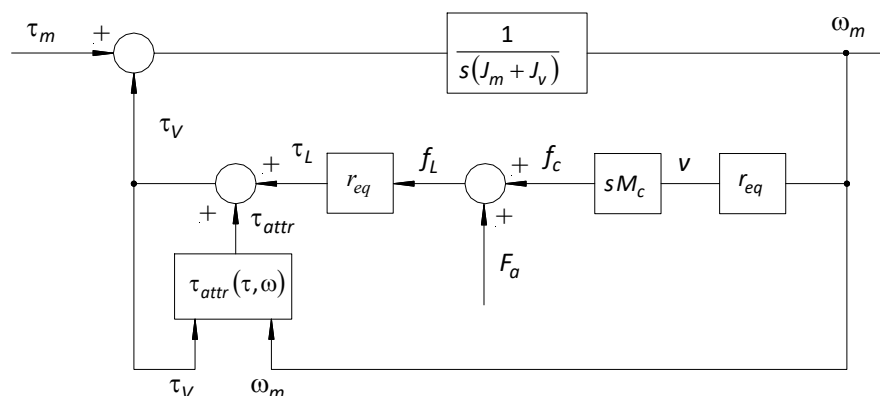 τm + 1 ωm
s(Jm + Jv)
τV
+ τL req fL + fc sMc v req
+ τattr +
Fa
τattr(τ,ω)
τV ωm